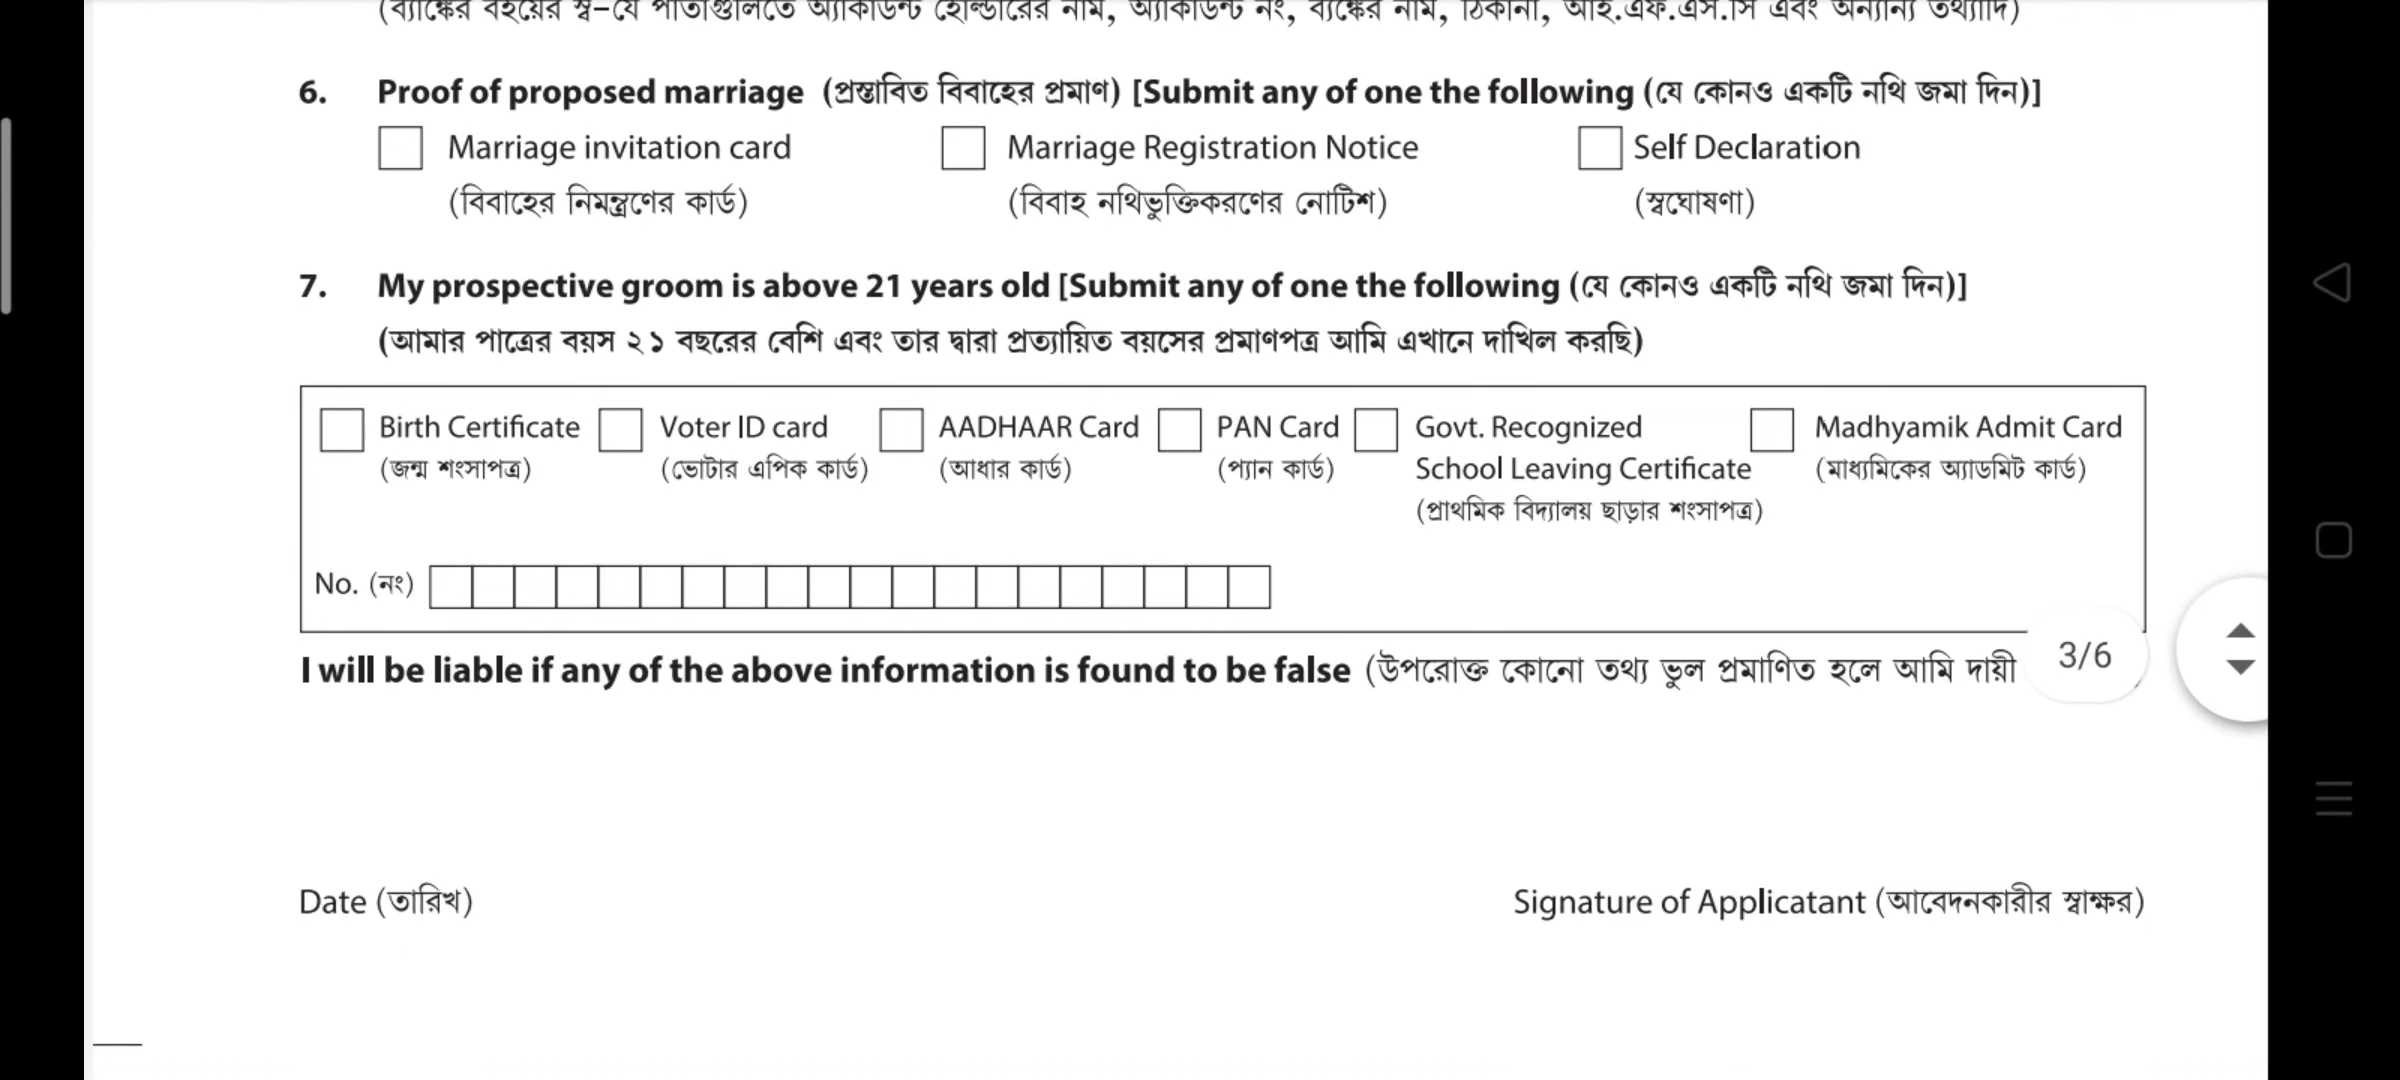 (ব্যাঙ্কের বইয়ের স্ব-যে পাতাগুলিতে অ্যাকাউন্ট হোল্ডারের নাম, অ্যাকাউন্ট নং, ব্যাঙ্কের নাম, ঠিকানা, আই.এফ.এস.সি এবং অন্যান্য তথ্যাদি)
6. Proof of proposed marriage (প্রস্তাবিত বিবাহের প্রমাণ) [Submit any of one the following (যে কোনও একটি নথি জমা দিন)]
Marriage invitation card Marriage Registration Notice Self Declaration
(বিবাহের নিমন্ত্রণের কার্ড) (বিবাহ নথিভুক্তিকরণের নোটিশ) (স্বঘোষণা)
7. My prospective groom is above 21 years old [Submit any of one the following (যে কোনও একটি নথি জমা দিন)]
(আমার পাত্রের বয়স ২১ বছরের বেশি এবং তার দ্বারা প্রত্যায়িত বয়সের প্রমাণপত্র আমি এখানে দাখিল করছি)
Birth Certificate Voter ID card AADHAAR Card PAN Card Govt. Recognized Madhyamik Admit Card
(জন্ম শংসাপত্র) (ভোটার এপিক কার্ড) (আধার কার্ড) (প্যান কার্ড) School Leaving Certificate (মাধ্যমিকের অ্যাডমিট কার্ড)
(প্রাথমিক বিদ্যালয় ছাড়ার শংসাপত্র)
No. (নং)
I will be liable if any of the above information is found to be false (উপরোক্ত কোনো তথ্য ভুল প্রমাণিত হলে আমি দায়ী
3/6
Date (তারিখ) Signature of Applicatant (আবেদনকারীর স্বাক্ষর)